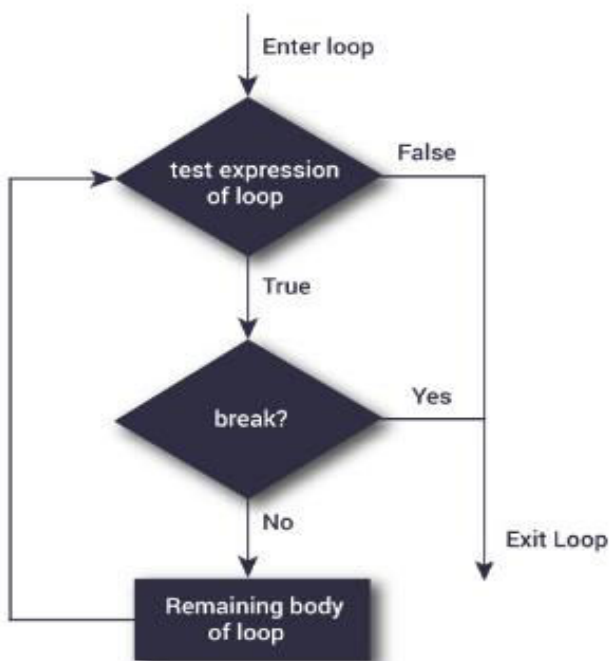 Enter loop
test expression
of loop
False
True
break?
Yes
No
Exit Loop
Remaining body
of loop